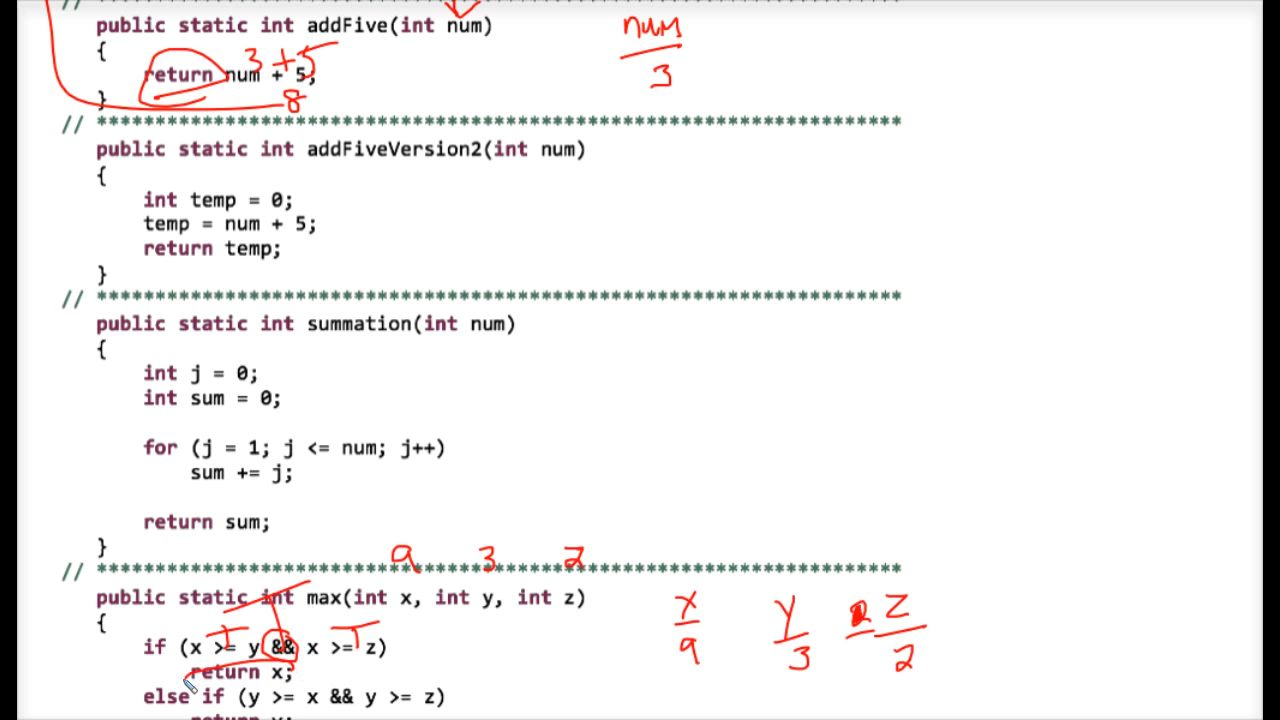 public static int addFive(int num) num
{ 3
return num + 5; 3 + 5
} 8
// *********************************************************************
public static int addFiveVersion2(int num)
{
int temp = 0;
temp = num + 5;
return temp;
}
// *********************************************************************
public static int summation(int num)
{
int j = 0;
int sum = 0;
for (j = 1; j <= num; j++)
sum += j;
return sum;
}
9 3 2
// *********************************************************************
public static int max(int x, int y, int z) x y z
{ T
if (x >= y && x >= z) T T 9 3 2
return x;
else if (y >= x && y >= z)